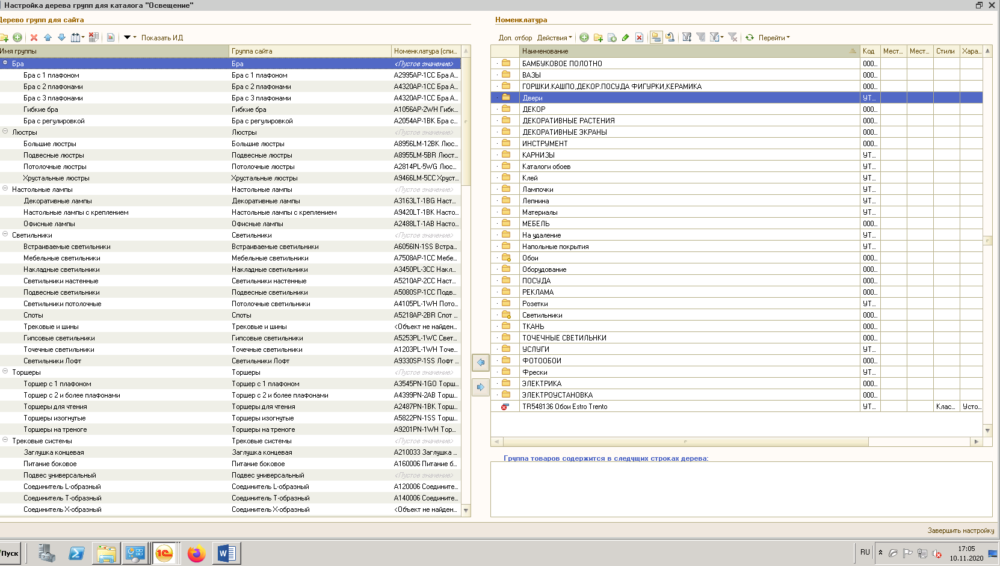 Настройка дерева групп для каталога "Освещение"
Дерево групп для сайта
Показать ИД
Имя группы Группа сайта Номенклатура (спи...
Бра Бра <Пустое значение>
Бра с 1 плафоном Бра с 1 плафоном A2995AP-1CC Бра A...
Бра с 2 плафонами Бра с 2 плафонами A4320AP-1CC Бра A...
Бра с 3 плафонами Бра с 3 плафонами A4320AP-1CC Бра A...
Гибкие бра Гибкие бра A1056AP-2WH Гибк...
Бра с регулировкой Бра с регулировкой A2054AP-1BK Бра с...
Люстры Люстры <Пустое значение>
Большие люстры Большие люстры A8956LM-12BK Люс...
Подвесные люстры Подвесные люстры A8955LM-5BR Люст...
Потолочные люстры Потолочные люстры A2814PL-5WG Люс...
Хрустальные люстры Хрустальные люстры A9466LM-5CC Хруст...
Настольные лампы Настольные лампы <Пустое значение>
Декоративные лампы Декоративные лампы A3163LT-1BG Наст...
Настольные лампы с креплением Настольные лампы с креплением A9420LT-1BK Насто...
Офисные лампы Офисные лампы A2488LT-1AB Насто...
Светильники Светильники <Пустое значение>
Встраиваемые светильники Встраиваемые светильники A6056IN-1SS Встра...
Мебельные светильники Мебельные светильники A7508AP-1CC Мебе...
Накладные светильники Накладные светильники A3450PL-3CC Накл...
Светильники настенные Светильники настенные A5210AP-2CC Наст...
Подвесные светильники Подвесные светильники A5080SP-1CC Подв...
Светильники потолочные Потолочные светильники A4105PL-1WH Пото...
Споты Споты A5218AP-2BR Спот ...
Трековые и шины Трековые и шины <Объект не найден...
Гипсовые светильники Гипсовые светильники A5253PL-1WC Свет...
Точечные светильники Точечные светильники A1203PL-1WH Точе...
Светильники Лофт Светильники Лофт A9330SP-1SS Лофт ...
Торшеры Торшеры <Пустое значение>
Торшер с 1 плафоном Торшер с 1 плафоном A3545PN-1GO Торш...
Торшер с 2 и более плафонами Торшер с 2 и более плафонами A4399PN-2AB Торш...
Торшеры для чтения Торшеры для чтения A2487PN-1BK Торш...
Торшеры изогнутые Торшеры изогнутые A5822PN-1SS Торш...
Торшеры на треноге Торшеры на треноге A9201PN-1WH Тор...
Трековые системы Трековые системы <Пустое значение>
Заглушка концевая Заглушка концевая A210033 Заглушка ...
Питание боковое Питание боковое A160006 Питание б...
Подвес универсальный Подвес универсальный <Пустое значение>
Соединитель L-образный Соединитель L-образный A120006 Соедините...
Соединитель T-образный Соединитель T-образный A140006 Соедините...
Соединитель X-образный Соединитель X-образный <Объект не найден...
Номенклатура
Доп. отбор Действия Перейти
Наименование Код Мест... Мест... Стили Хара...
БАМБУКОВОЕ ПОЛОТНО 000...
ВАЗЫ 000...
ГОРШКИ.КАШПО,ДЕКОР.ПОСУДА ФИГУРКИ,КЕРАМИКА 000...
Двери УТ...
ДЕКОР 000...
ДЕКОРАТИВНЫЕ РАСТЕНИЯ 000...
ДЕКОРАТИВНЫЕ ЭКРАНЫ 000...
ИНСТРУМЕНТ 000...
КАРНИЗЫ УТ...
Каталоги обоев УТ...
Клей УТ...
Лампочки УТ...
Лепнина УТ...
Материалы УТ...
МЕБЕЛЬ 000...
На удаление УТ...
Напольные покрытия УТ...
Обои 000...
Оборудование 000...
ПОСУДА 000...
РЕКЛАМА 000...
Розетки УТ...
Светильники 000...
ТКАНЬ 000...
ТОЧЕЧНЫЕ СВЕТИЛЬНКИ 000...
УСЛУГИ УТ...
ФОТООБОИ 000...
Фрески УТ...
ЭЛЕКТРИКА 000...
ЭЛЕКТРОУСТАНОВКА 000...
TR548136 Обои Estro Trento УТ... Клас... Усто...
Группа товаров содержится в следущих строках дерева:
Завершить настройку
Пуск
RU
17:05
10.11.2020